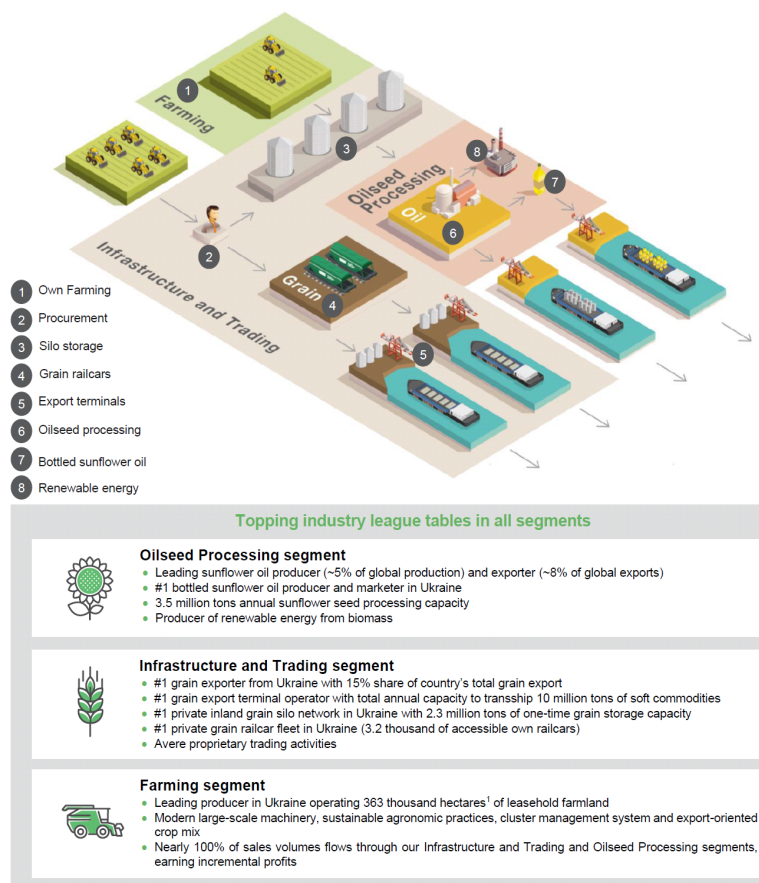 1
Farming
3
8
Oilseed
Processing
7
Oil
6
2
Infrastructure and Trading
Grain
4
5
1 Own Farming
2 Procurement
3 Silo storage
4 Grain railcars
5 Export terminals
6 Oilseed processing
7 Bottled sunflower oil
8 Renewable energy
Topping industry league tables in all segments
Oilseed Processing segment
• Leading sunflower oil producer (~5% of global production) and exporter (~8% of global exports)
• #1 bottled sunflower oil producer and marketer in Ukraine
• 3.5 million tons annual sunflower seed processing capacity
• Producer of renewable energy from biomass
Infrastructure and Trading segment
• #1 grain exporter from Ukraine with 15% share of country's total grain export
• #1 grain export terminal operator with total annual capacity to transship 10 million tons of soft commodities
• #1 private inland grain silo network in Ukraine with 2.3 million tons of one-time grain storage capacity
• #1 private grain railcar fleet in Ukraine (3.2 thousand of accessible own railcars)
• Avere proprietary trading activities
Farming segment
• Leading producer in Ukraine operating 363 thousand hectares¹ of leasehold farmland
• Modern large-scale machinery, sustainable agronomic practices, cluster management system and export-oriented
crop mix
• Nearly 100% of sales volumes flows through our Infrastructure and Trading and Oilseed Processing segments,
earning incremental profits